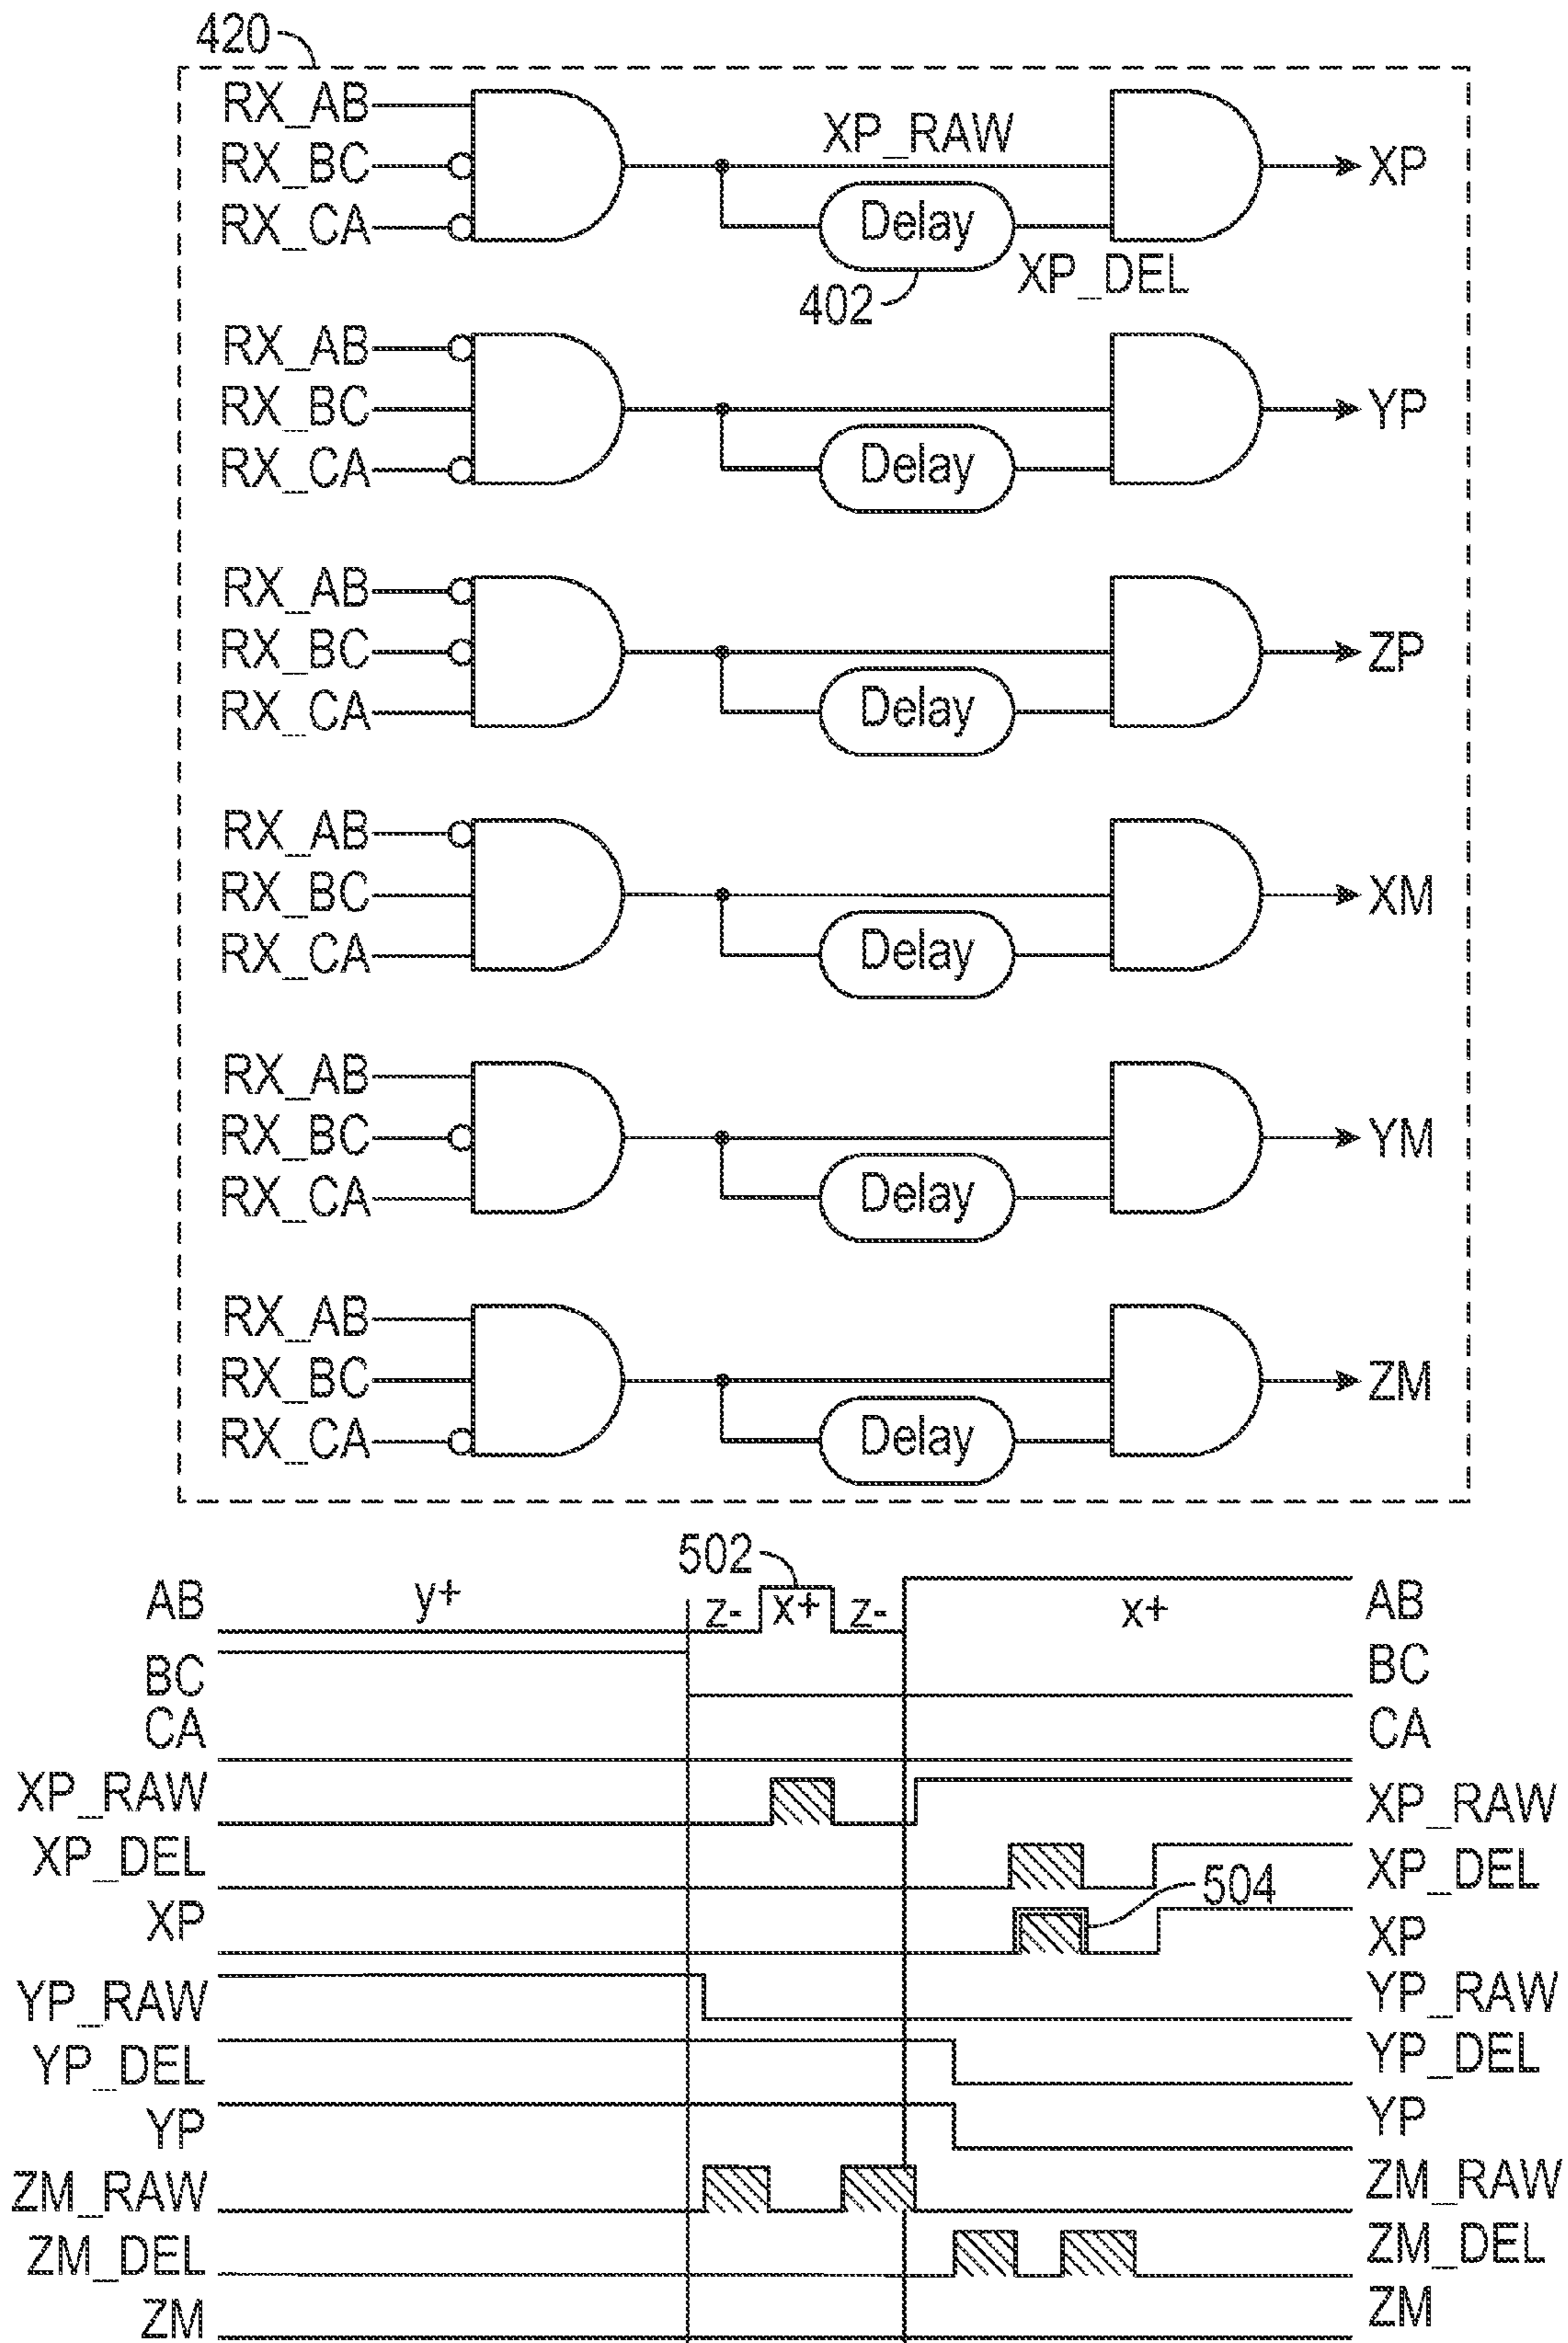 420
RX_AB
XP_RAW
RX_BC
XP
RX_CA
Delay
XP_DEL
402
RX_AB
RX_BC
YP
RX_CA
Delay
RX_AB
RX_BC
ZP
RX_CA
Delay
RX_AB
RX_BC
XM
RX_CA
Delay
RX_AB
RX_BC
YM
RX_CA
Delay
RX_AB
RX_BC
ZM
RX_CA
Delay
502
AB y+ z- x+ z- x+ AB
BC BC
CA CA
XP_RAW XP_RAW
XP_DEL XP_DEL
504
XP XP
YP_RAW YP_RAW
YP_DEL YP_DEL
YP YP
ZM_RAW ZM_RAW
ZM_DEL ZM_DEL
ZM ZM